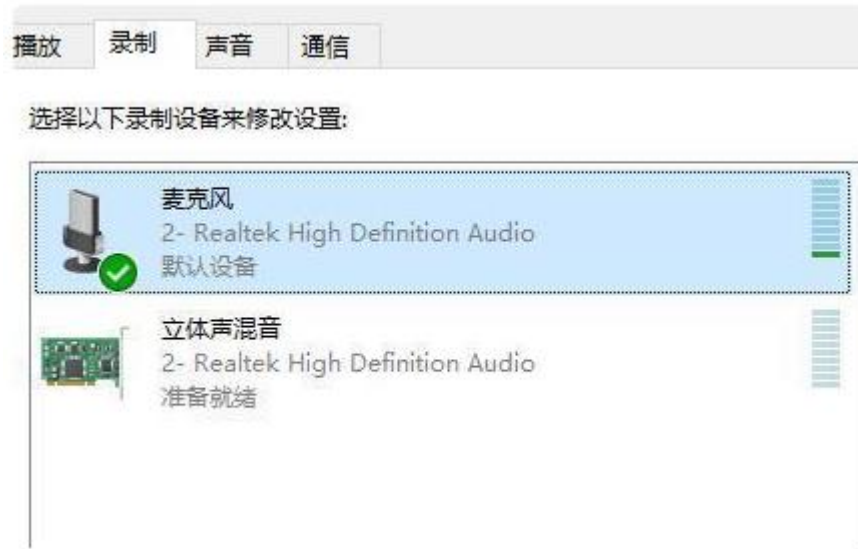 播放 录制 声音 通信
选择以下录制设备来修改设置:
麦克风
2- Realtek High Definition Audio
默认设备
立体声混音
2- Realtek High Definition Audio
准备就绪